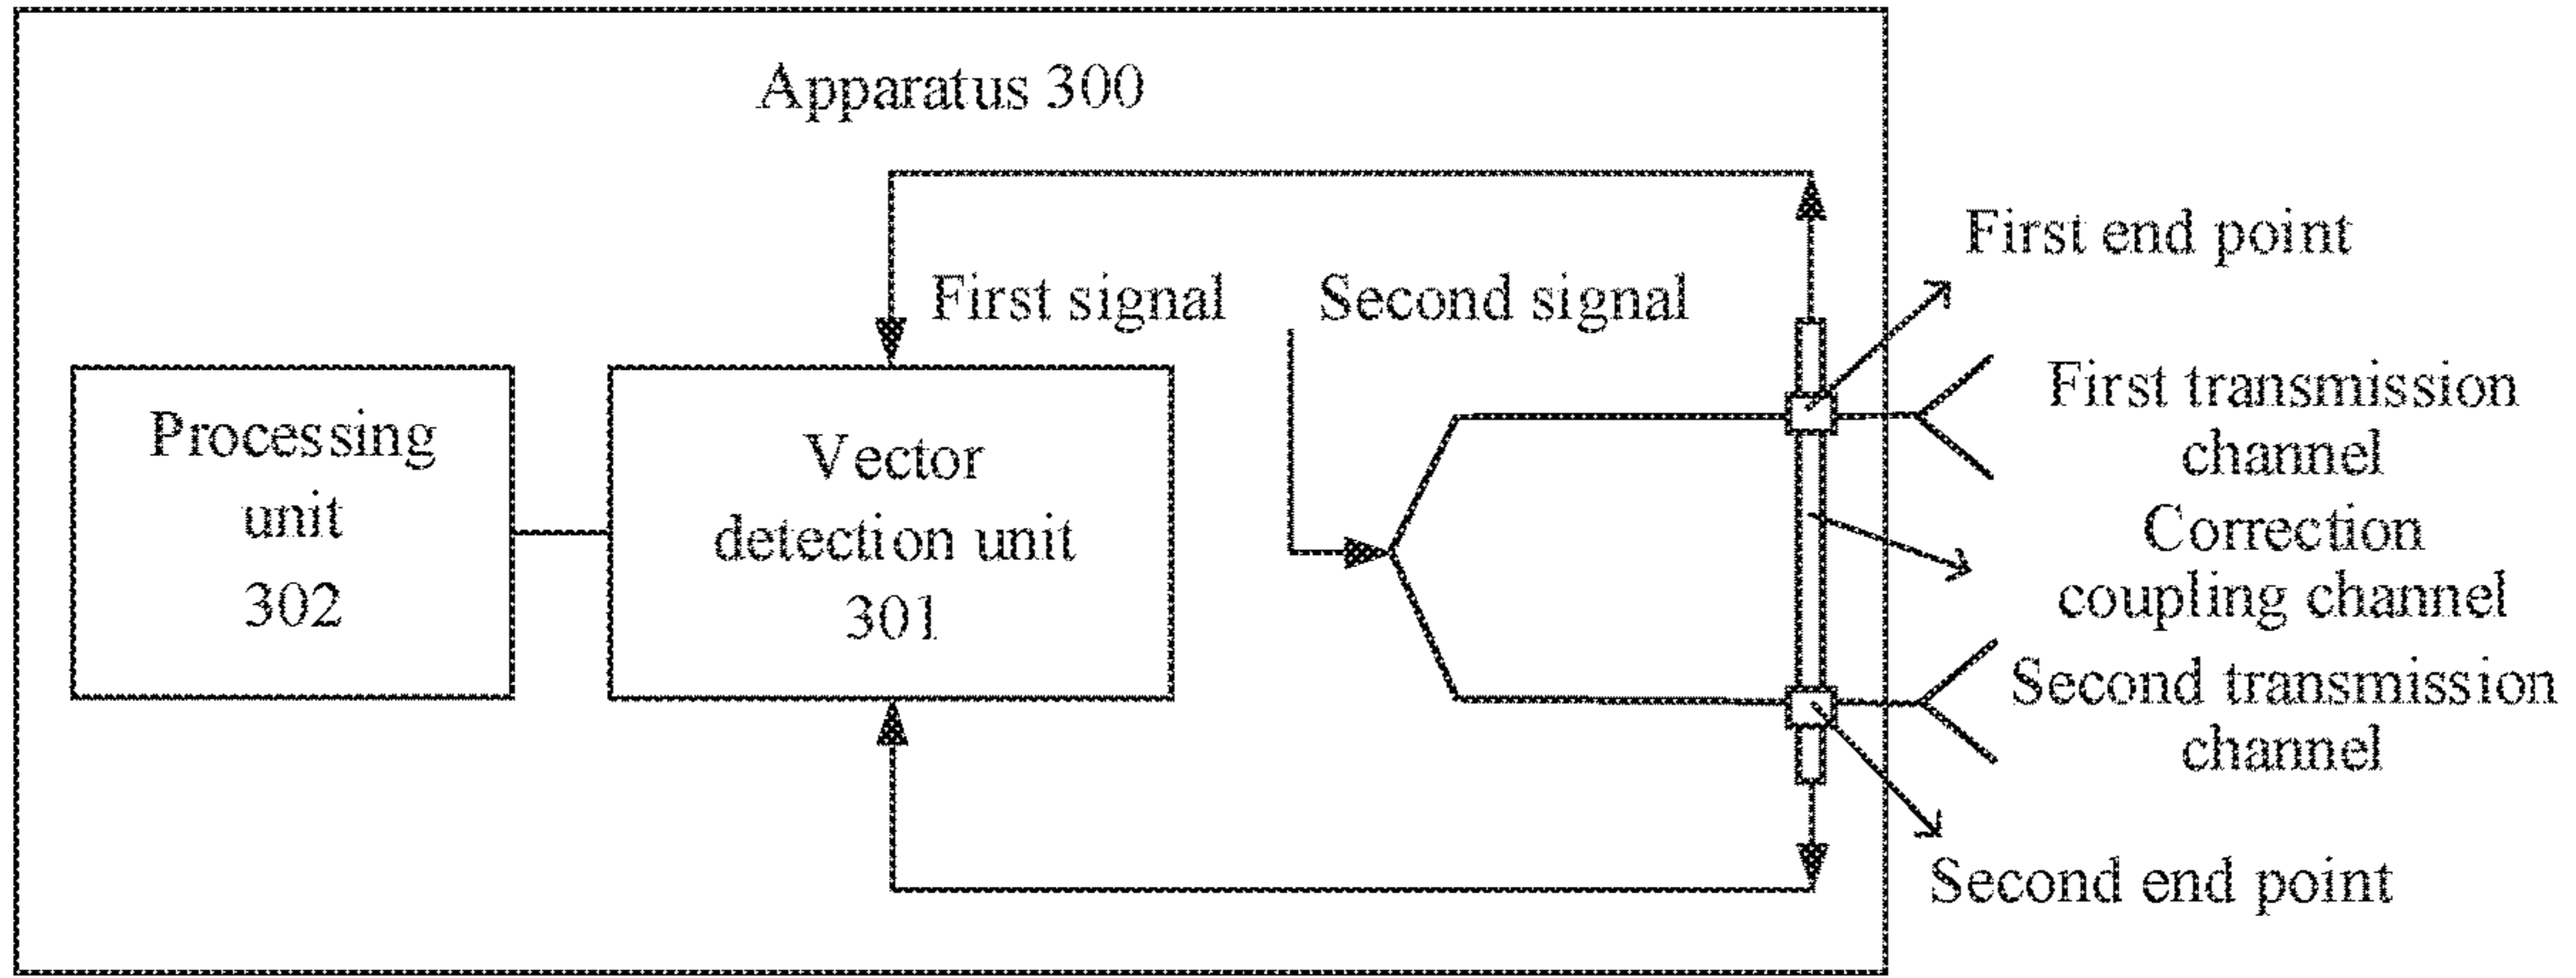 Apparatus 300
First end point
First signal
Second signal
First transmission
channel
Processing
unit
302
Vector
detection unit
301
Correction
coupling channel
Second transmission
channel
Second end point